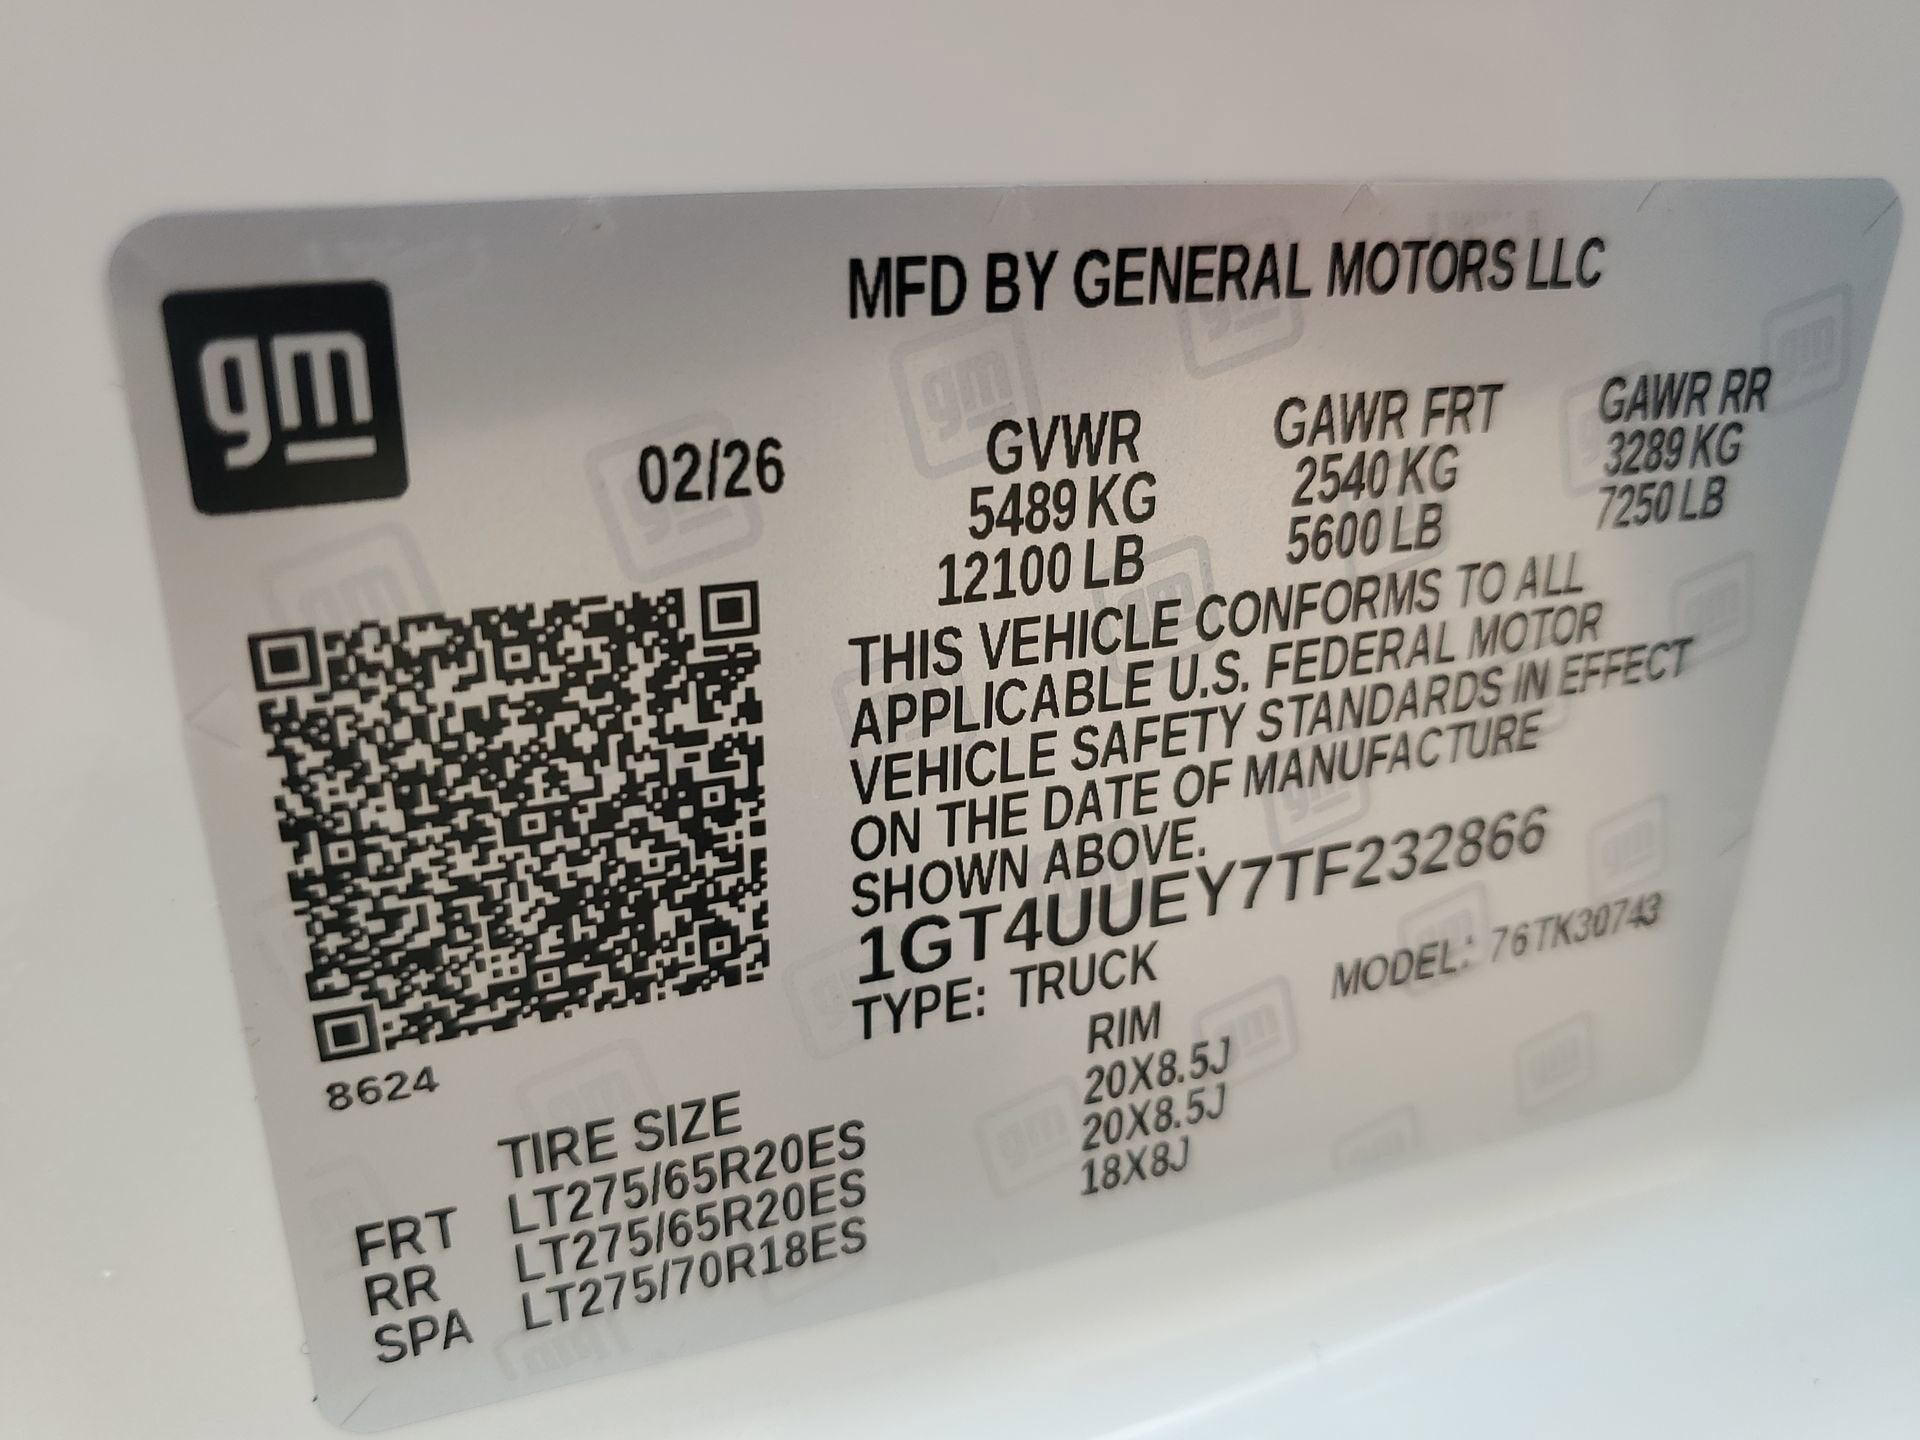 MFD BY GENERAL MOTORS LLC
gm
02/26
GVWR GAWR FRT GAWR RR
5489 KG 2540 KG 3289 KG
12100 LB 5600 LB 7250 LB
THIS VEHICLE CONFORMS TO ALL
APPLICABLE U.S. FEDERAL MOTOR
VEHICLE SAFETY STANDARDS IN EFFECT
ON THE DATE OF MANUFACTURE
SHOWN ABOVE.
1GT4UUEY7TF232866
TYPE: TRUCK MODEL: 76TK30743
8624
TIRE SIZE RIM
FRT LT275/65R20ES 20X8.5J
RR LT275/65R20ES 20X8.5J
SPA LT275/70R18ES 18X8J